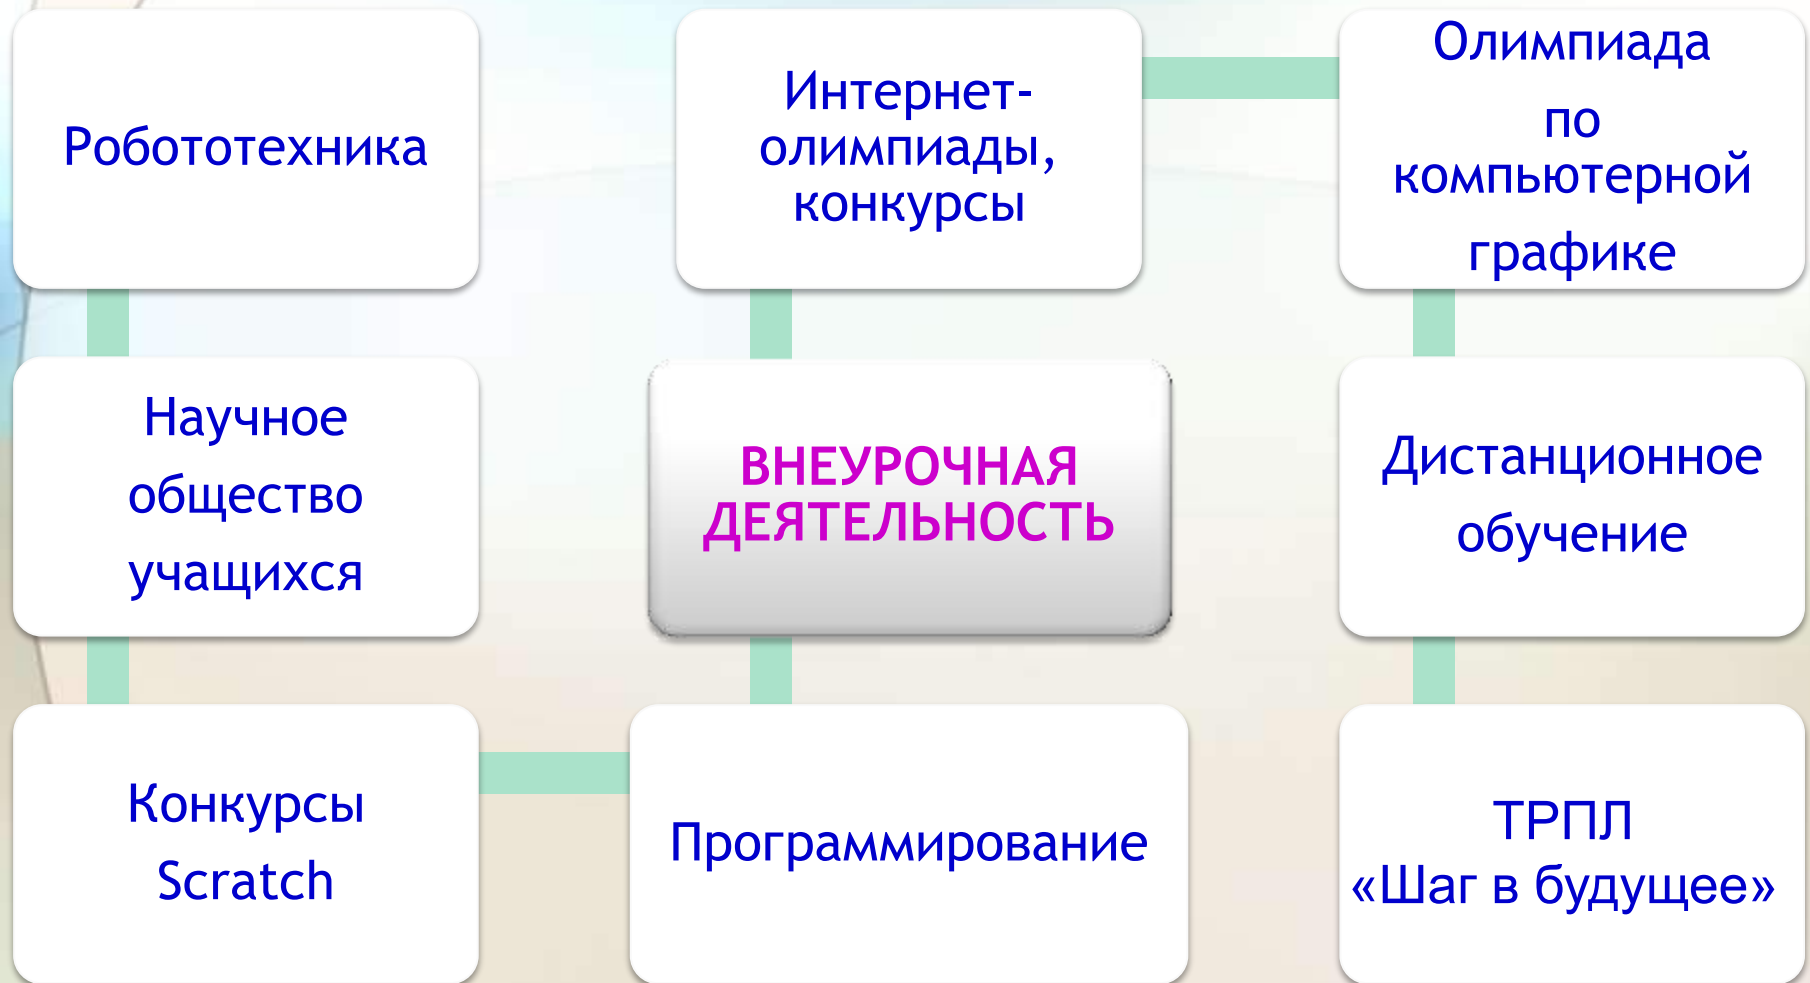 Робототехника
Интернет-
олимпиады,
конкурсы
Олимпиада
по
компьютерной
графике
Научное
общество
учащихся
ВНЕУРОЧНАЯ
ДЕЯТЕЛЬНОСТЬ
Дистанционное
обучение
Конкурсы
Scratch
Программирование
ТРПЛ
«Шаг в будущее»